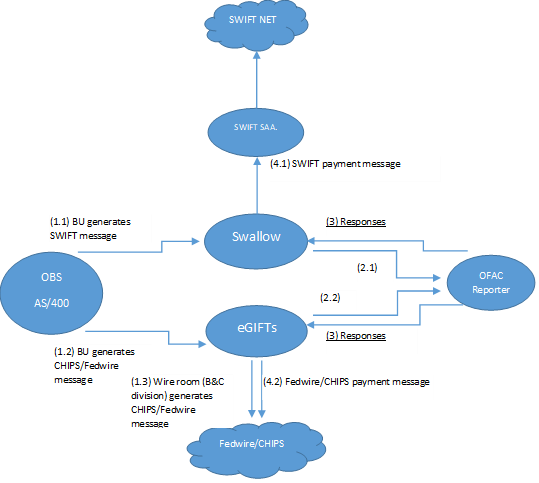 SWIFT NET
SWIFT SAA.
(4.1) SWIFT payment message
(1.1) BU generates
SWIFT message
Swallow
(3) Responses
(2.1)
OBS
AS/400
OFAC
Reporter
(2.2)
eGIFTs
(3) Responses
(1.2) BU generates
CHIPS/Fedwire
message
(1.3) Wire room (B&C
division) generates
CHIPS/Fedwire
message
(4.2) Fedwire/CHIPS payment message
Fedwire/CHIPS